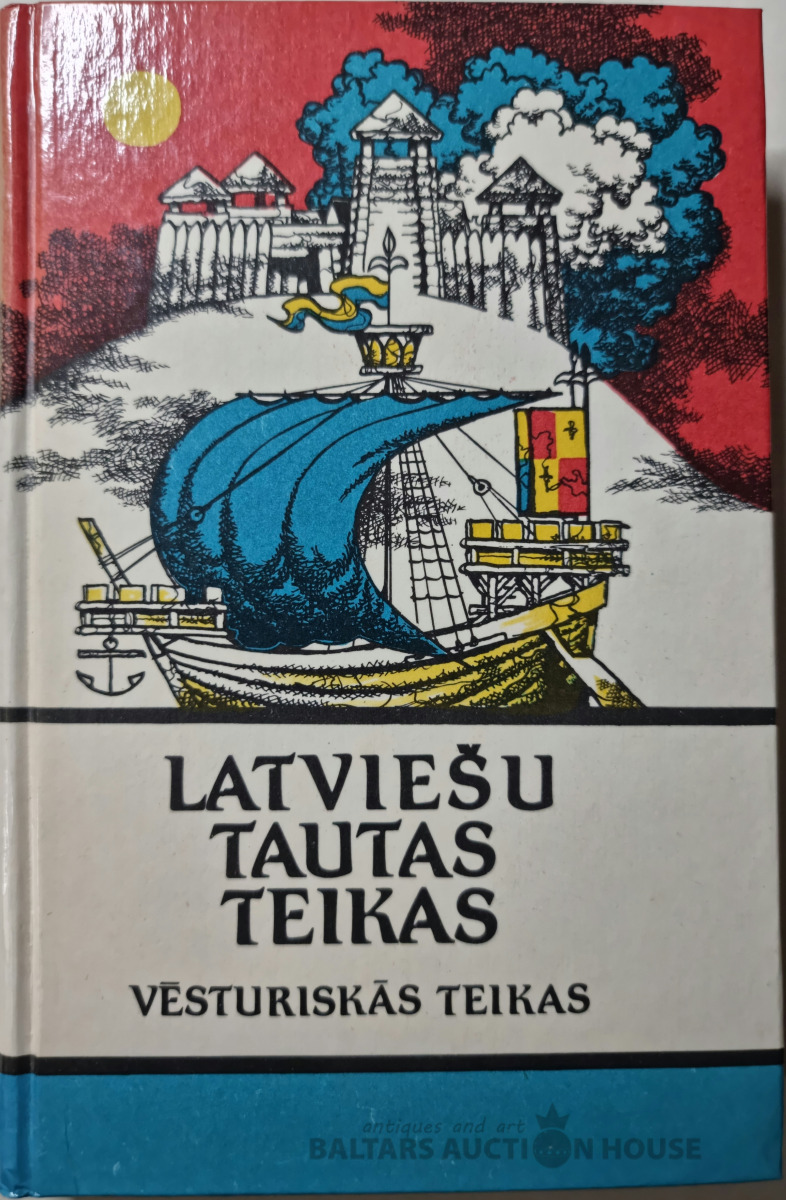 LATVIEŠU
TAUTAS
TEIKAS
VĒSTURISKĀS TEIKAS
antiques and art
BALTARS AUCTION HOUSE